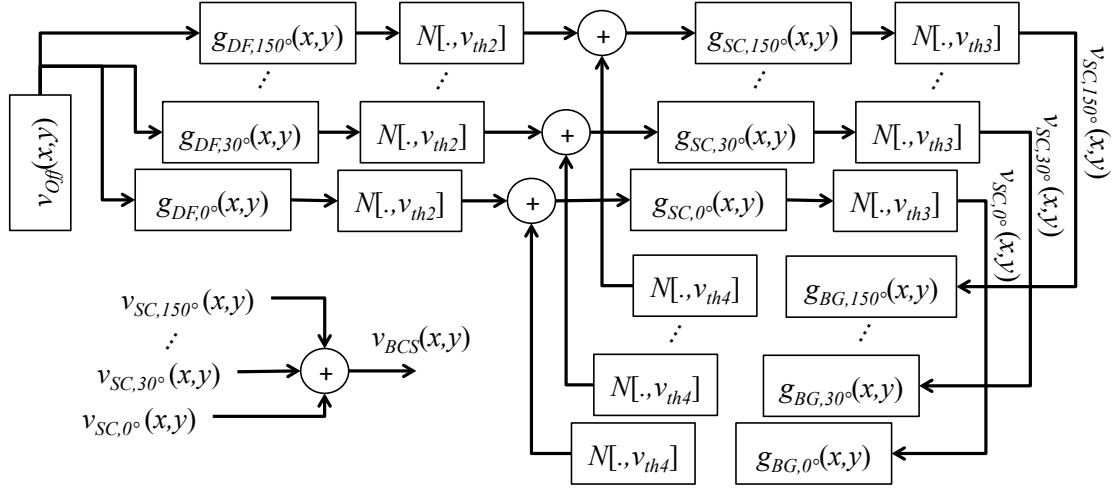 g_{DF,150°}(x,y) N[.,v_{th2}] + g_{SC,150°}(x,y) N[.,v_{th3}]
v_{SC,150°}(x,y)
⋰ ⋰ ⋰ ⋰
v_{Off}(x,y)
g_{DF,30°}(x,y) N[.,v_{th2}] + g_{SC,30°}(x,y) N[.,v_{th3}]
v_{SC,30°}(x,y)
g_{DF,0°}(x,y) N[.,v_{th2}] + g_{SC,0°}(x,y) N[.,v_{th3}]
v_{SC,0°}(x,y)
N[.,v_{th4}] g_{BG,150°}(x,y)
⋰ ⋰
N[.,v_{th4}] g_{BG,30°}(x,y)
N[.,v_{th4}] g_{BG,0°}(x,y)
v_{SC,150°}(x,y)
⋰
v_{SC,30°}(x,y) + v_{BCS}(x,y)
v_{SC,0°}(x,y)